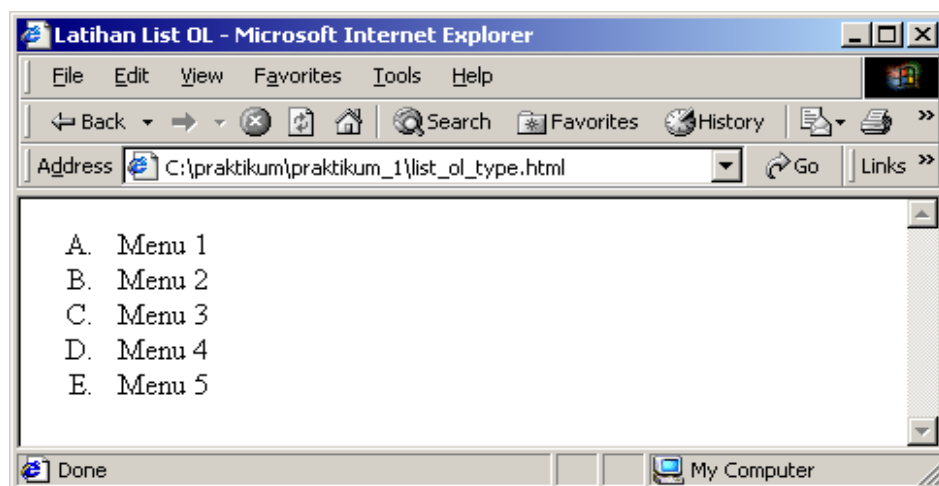 Latihan List OL - Microsoft Internet Explorer
File Edit View Favorites Tools Help
Back Search Favorites History »
Address C:\praktikum\praktikum_1\list_ol_type.html Go Links »
A. Menu 1
B. Menu 2
C. Menu 3
D. Menu 4
E. Menu 5
Done My Computer